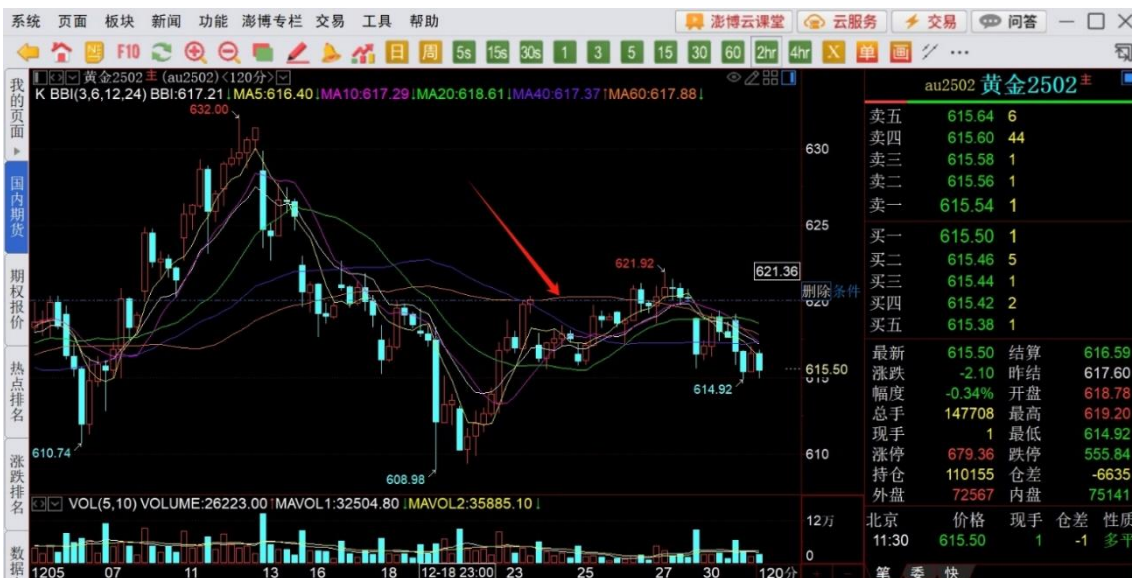 系统 页面 板块 新闻 功能 澎博专栏 交易 工具 帮助 澎博云课堂 云服务 交易 问答
F10 日 周 5s 15s 30s 1 3 5 15 30 60 2hr 4hr X 单 画
我的页面
国内期货
期权报价
热点排名
涨跌排名
数据
黄金2502主(au2502)<120分>
K BBI(3,6,12,24) BBI:617.21↓MA5:616.40↓MA10:617.29↓MA20:618.61↓MA40:617.37↑MA60:617.88↓
632.00
630
625
621.92
621.36
删除条件
620
615.50
615
614.92
610.74
610
608.98
VOL(5,10) VOLUME:26223.00↑MAVOL1:32504.80↓MAVOL2:35885.10↓
12万
0
1205 07 11 13 16 18 12-18 23:00 23 25 27 30 120分
au2502 黄金2502主
卖五 615.64 6
卖四 615.60 44
卖三 615.58 1
卖二 615.56 1
卖一 615.54 1
买一 615.50 1
买二 615.46 5
买三 615.44 1
买四 615.42 2
买五 615.38 1
最新 615.50 结算 616.59
涨跌 -2.10 昨结 617.60
幅度 -0.34% 开盘 618.78
总手 147708 最高 619.20
现手 1 最低 614.92
涨停 679.36 跌停 555.84
持仓 110155 仓差 -6635
外盘 72567 内盘 75141
北京 价格 现手 仓差 性质
11:30 615.50 1 -1 多平
笔 委 快